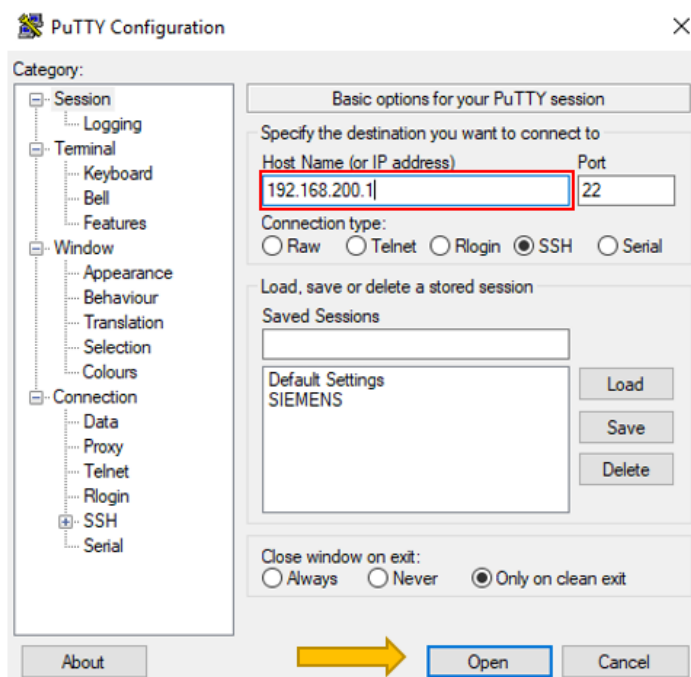 PuTTY Configuration
Category:
Session
Logging
Terminal
Keyboard
Bell
Features
Window
Appearance
Behaviour
Translation
Selection
Colours
Connection
Data
Proxy
Telnet
Rlogin
SSH
Serial
Basic options for your PuTTY session
Specify the destination you want to connect to
Host Name (or IP address) Port
192.168.200.1 22
Connection type:
Raw Telnet Rlogin SSH Serial
Load, save or delete a stored session
Saved Sessions
Default Settings
SIEMENS
Load
Save
Delete
Close window on exit:
Always Never Only on clean exit
About Open Cancel